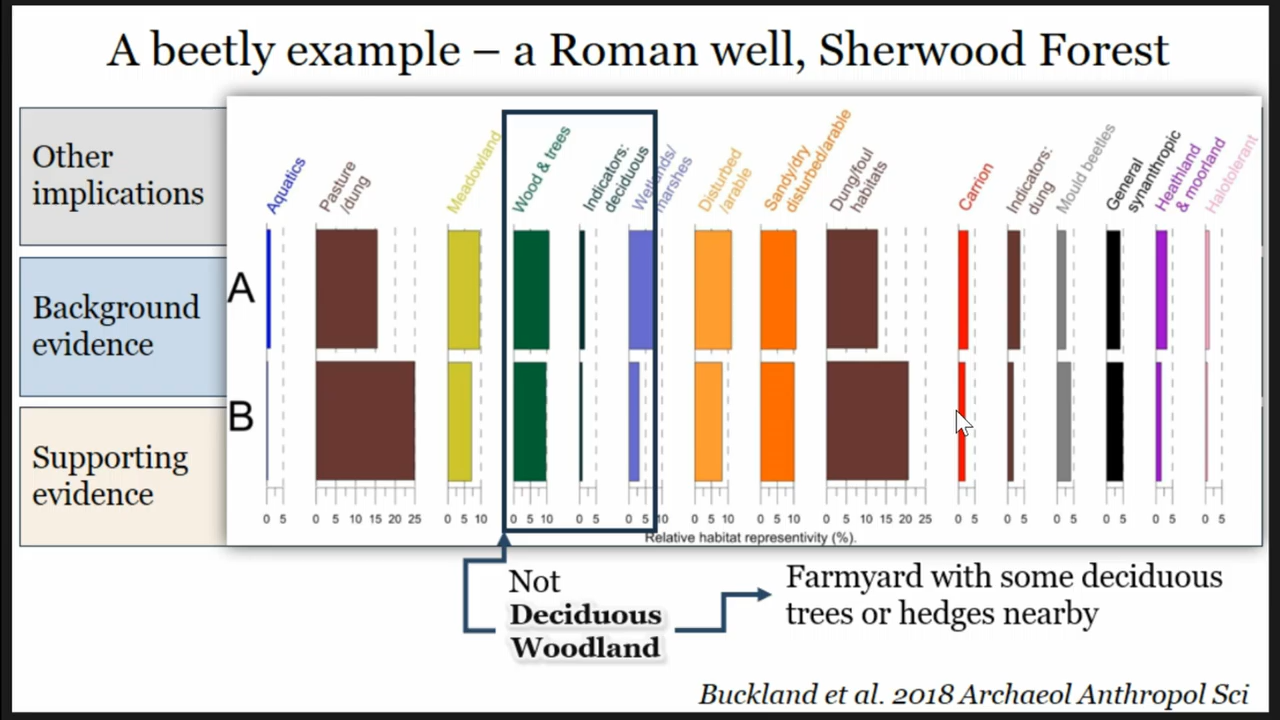 A beetly example – a Roman well, Sherwood Forest
Other
implications
Background
evidence
Supporting
evidence
Aquatics
Pasture
/dung
Meadowland
Wood & trees
Indicators:
deciduous
Wetlands/
marshes
Disturbed
/arable
Sandy/dry
disturbed/arable
Dung/foul
habitats
Carrion
Indicators:
dung
Mould beetles
General
synanthropic
Heathland
& moorland
Halotolerant
A
B
0 5 0 5 10 15 20 25 0 5 10 0 5 10 0 5 0 5 10 0 5 10 0 5 10 0 5 10 15 20 25 0 5 0 5 0 5 0 5 0 5 0 5
Relative habitat representivity (%).
Not
Deciduous
Woodland
Farmyard with some deciduous
trees or hedges nearby
Buckland et al. 2018 Archaeol Anthropol Sci